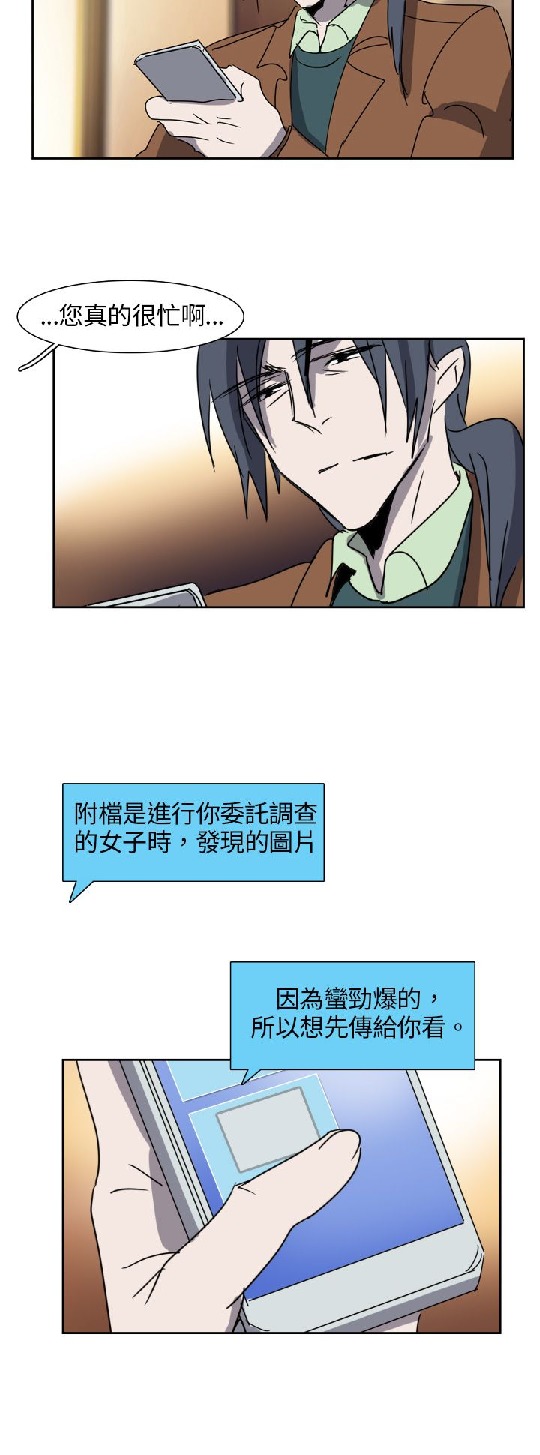 ...您真的很忙啊...
附檔是進行你委託調查
的女子時，發現的圖片
因為蠻勁爆的，
所以想先傳給你看。